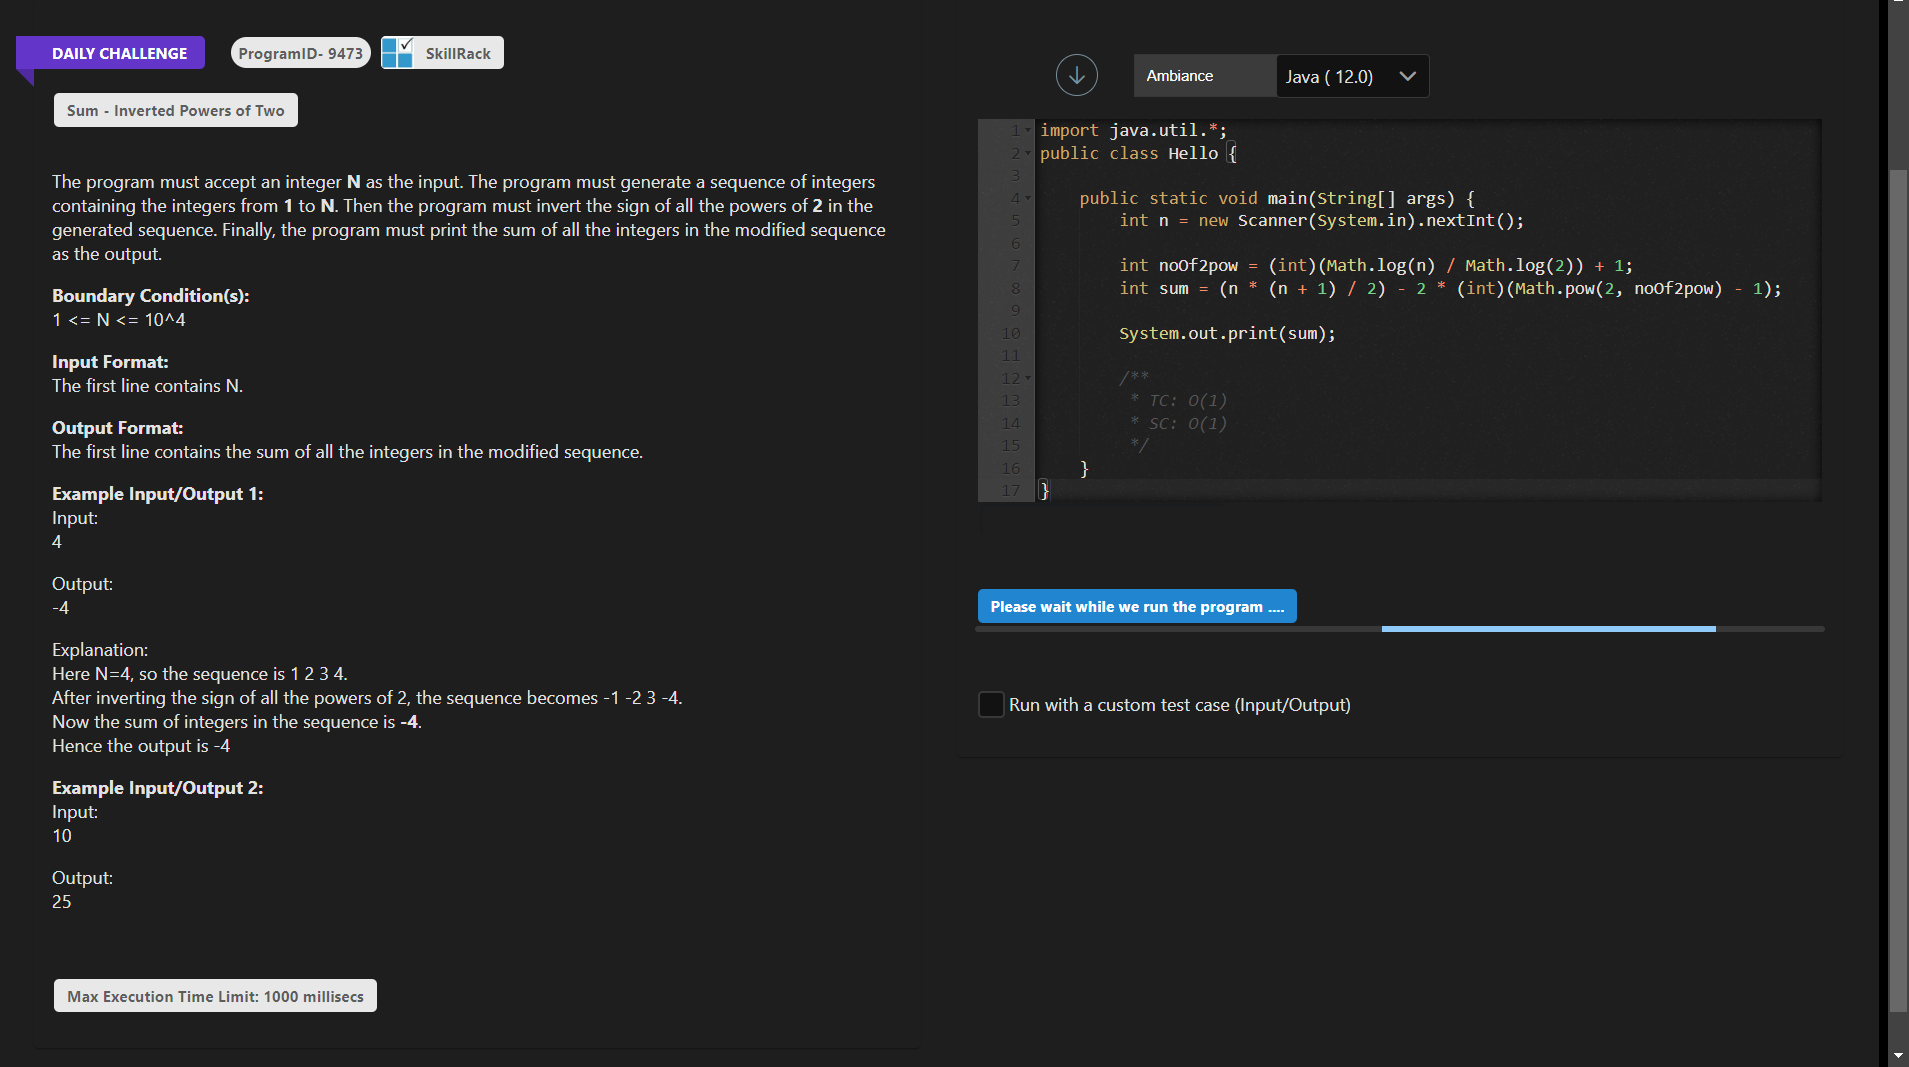 DAILY CHALLENGE
ProgramID- 9473
SkillRack
Sum - Inverted Powers of Two
The program must accept an integer N as the input. The program must generate a sequence of integers
containing the integers from 1 to N. Then the program must invert the sign of all the powers of 2 in the
generated sequence. Finally, the program must print the sum of all the integers in the modified sequence
as the output.
Boundary Condition(s):
1 <= N <= 10^4
Input Format:
The first line contains N.
Output Format:
The first line contains the sum of all the integers in the modified sequence.
Example Input/Output 1:
Input:
4
Output:
-4
Explanation:
Here N=4, so the sequence is 1 2 3 4.
After inverting the sign of all the powers of 2, the sequence becomes -1 -2 3 -4.
Now the sum of integers in the sequence is -4.
Hence the output is -4
Example Input/Output 2:
Input:
10
Output:
25
Max Execution Time Limit: 1000 millisecs
Ambiance
Java ( 12.0)
1 import java.util.*;
2 public class Hello {
3
4     public static void main(String[] args) {
5         int n = new Scanner(System.in).nextInt();
6
7         int noOf2pow = (int)(Math.log(n) / Math.log(2)) + 1;
8         int sum = (n * (n + 1) / 2) - 2 * (int)(Math.pow(2, noOf2pow) - 1);
9
10         System.out.print(sum);
11
12         /**
13          * TC: O(1)
14          * SC: O(1)
15          */
16     }
17 }
Please wait while we run the program ....
Run with a custom test case (Input/Output)